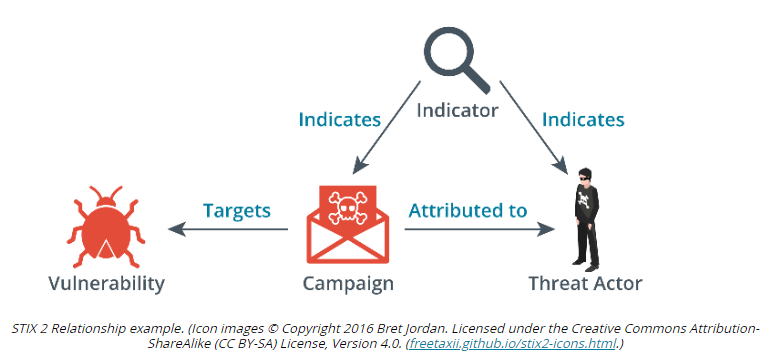 Indicator
Indicates Indicates
Targets Attributed to
Vulnerability Campaign Threat Actor
STIX 2 Relationship example. (Icon images © Copyright 2016 Bret Jordan. Licensed under the Creative Commons Attribution-
ShareAlike (CC BY-SA) License, Version 4.0. (freetaxii.github.io/stix2-icons.html.)